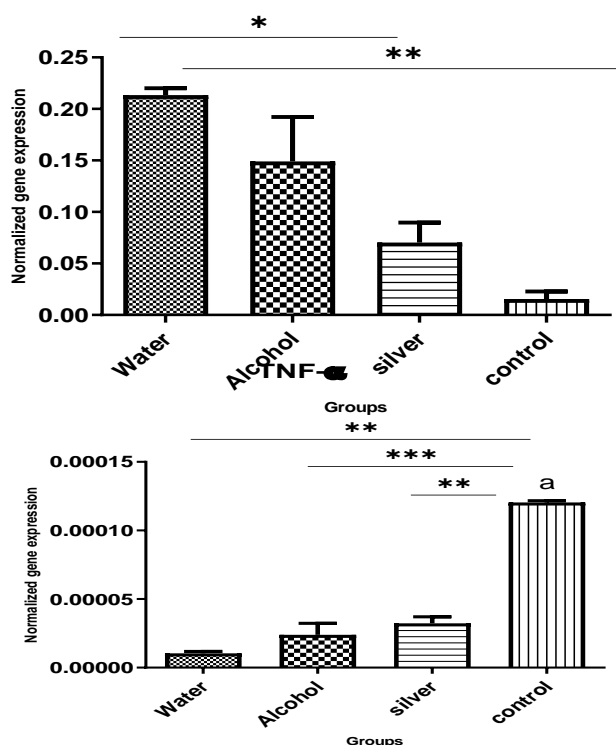 *
**
0.25
0.20
0.15
0.10
0.05
0.00
Normalized gene expression
Water
Alcohol
silver
control
TNF-α
Groups
**
***
**
a
0.00015
0.00010
0.00005
0.00000
Normalized gene expression
Water
Alcohol
silver
control
Groups